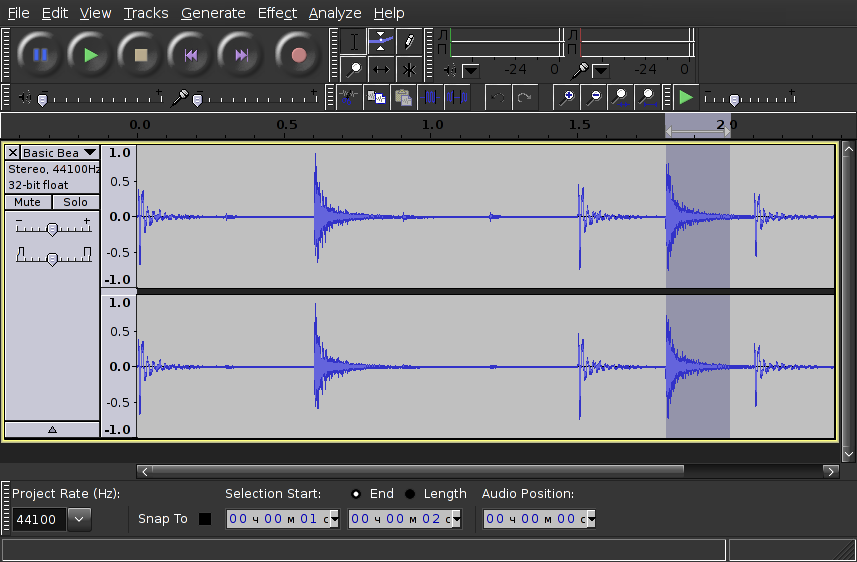 File Edit View Tracks Generate Effect Analyze Help
-24 0 -24 0
0.0 0.5 1.0 1.5 2.0
Basic Bea
Stereo, 44100Hz
32-bit float
Mute Solo
- +
1.0
0.5
0.0
-0.5
-1.0
1.0
0.5
0.0
-0.5
-1.0
Project Rate (Hz): Selection Start: End Length Audio Position:
44100 Snap To 00 ч 00 м 01 с 00 ч 00 м 02 с 00 ч 00 м 00 с